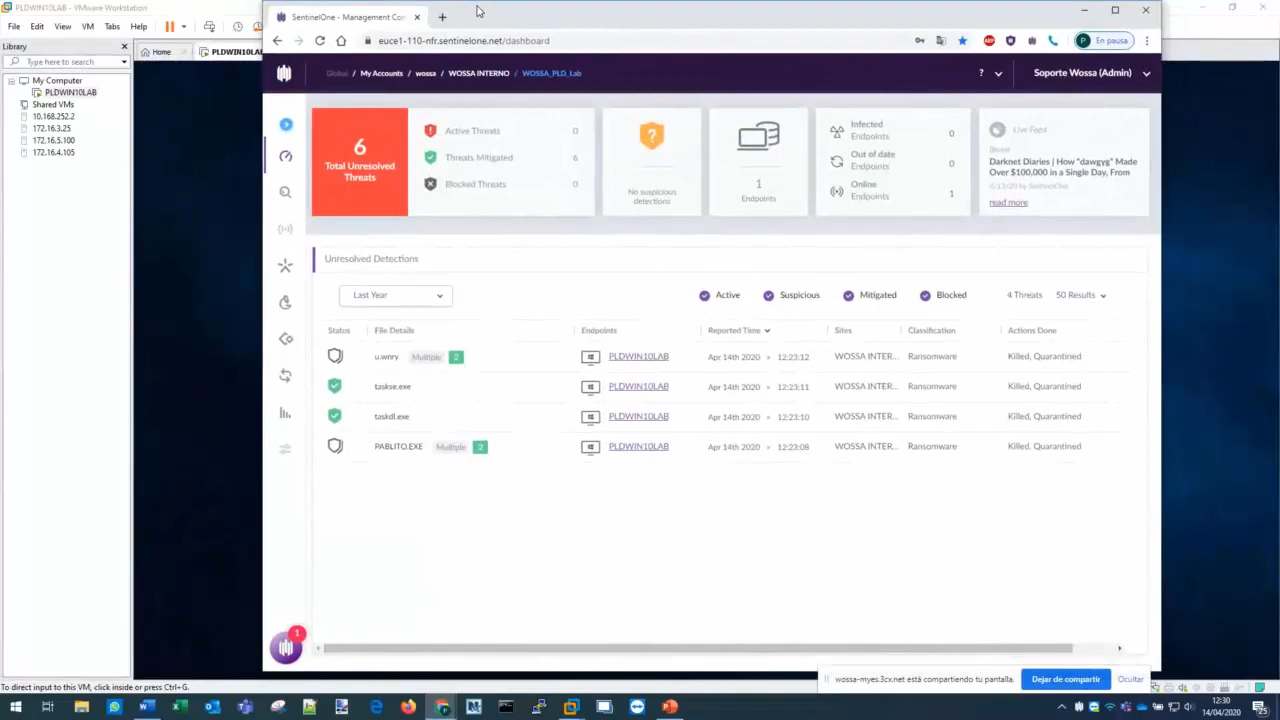 PLDWIN10LAB - VMware Workstation
File Edit View VM Tabs Help
Library
Type here to search
My Computer
PLDWIN10LAB
Shared VMs
10.168.252.2
172.16.3.25
172.16.5.100
172.16.4.105
Home
PLDWIN10L
SentinelOne - Management Con
euce1-110-nfr.sentinelone.net/dashboard
ABP
P En pausa
Global / My Accounts / wossa / WOSSA INTERNO / WOSSA_PLD_Lab
? Soporte Wossa (Admin)
6
Total Unresolved
Threats
Active Threats 0
Threats Mitigated 6
Blocked Threats 0
?
No suspicious
detections
1
Endpoints
Infected
Endpoints 0
Out of date
Endpoints 0
Online
Endpoints 1
Live Feed
Recent
Darknet Diaries | How "dawgyg" Made
Over $100,000 in a Single Day, From
4/13/20 by SentinelOne
read more
Unresolved Detections
Last Year
Active Suspicious Mitigated Blocked 4 Threats 50 Results
Status File Details Endpoints Reported Time Sites Classification Actions Done
u.wnry Multiple 2 PLDWIN10LAB Apr 14th 2020 • 12:23:12 WOSSA INTER... Ransomware Killed, Quarantined
taskse.exe PLDWIN10LAB Apr 14th 2020 • 12:23:11 WOSSA INTER... Ransomware Killed, Quarantined
taskdl.exe PLDWIN10LAB Apr 14th 2020 • 12:23:10 WOSSA INTER... Ransomware Killed, Quarantined
PABLITO.EXE Multiple 2 PLDWIN10LAB Apr 14th 2020 • 12:23:08 WOSSA INTER... Ransomware Killed, Quarantined
1
wossa-myes.3cx.net está compartiendo tu pantalla. Dejar de compartir Ocultar
To direct input to this VM, click inside or press Ctrl+G.
12:30
14/04/2020
25